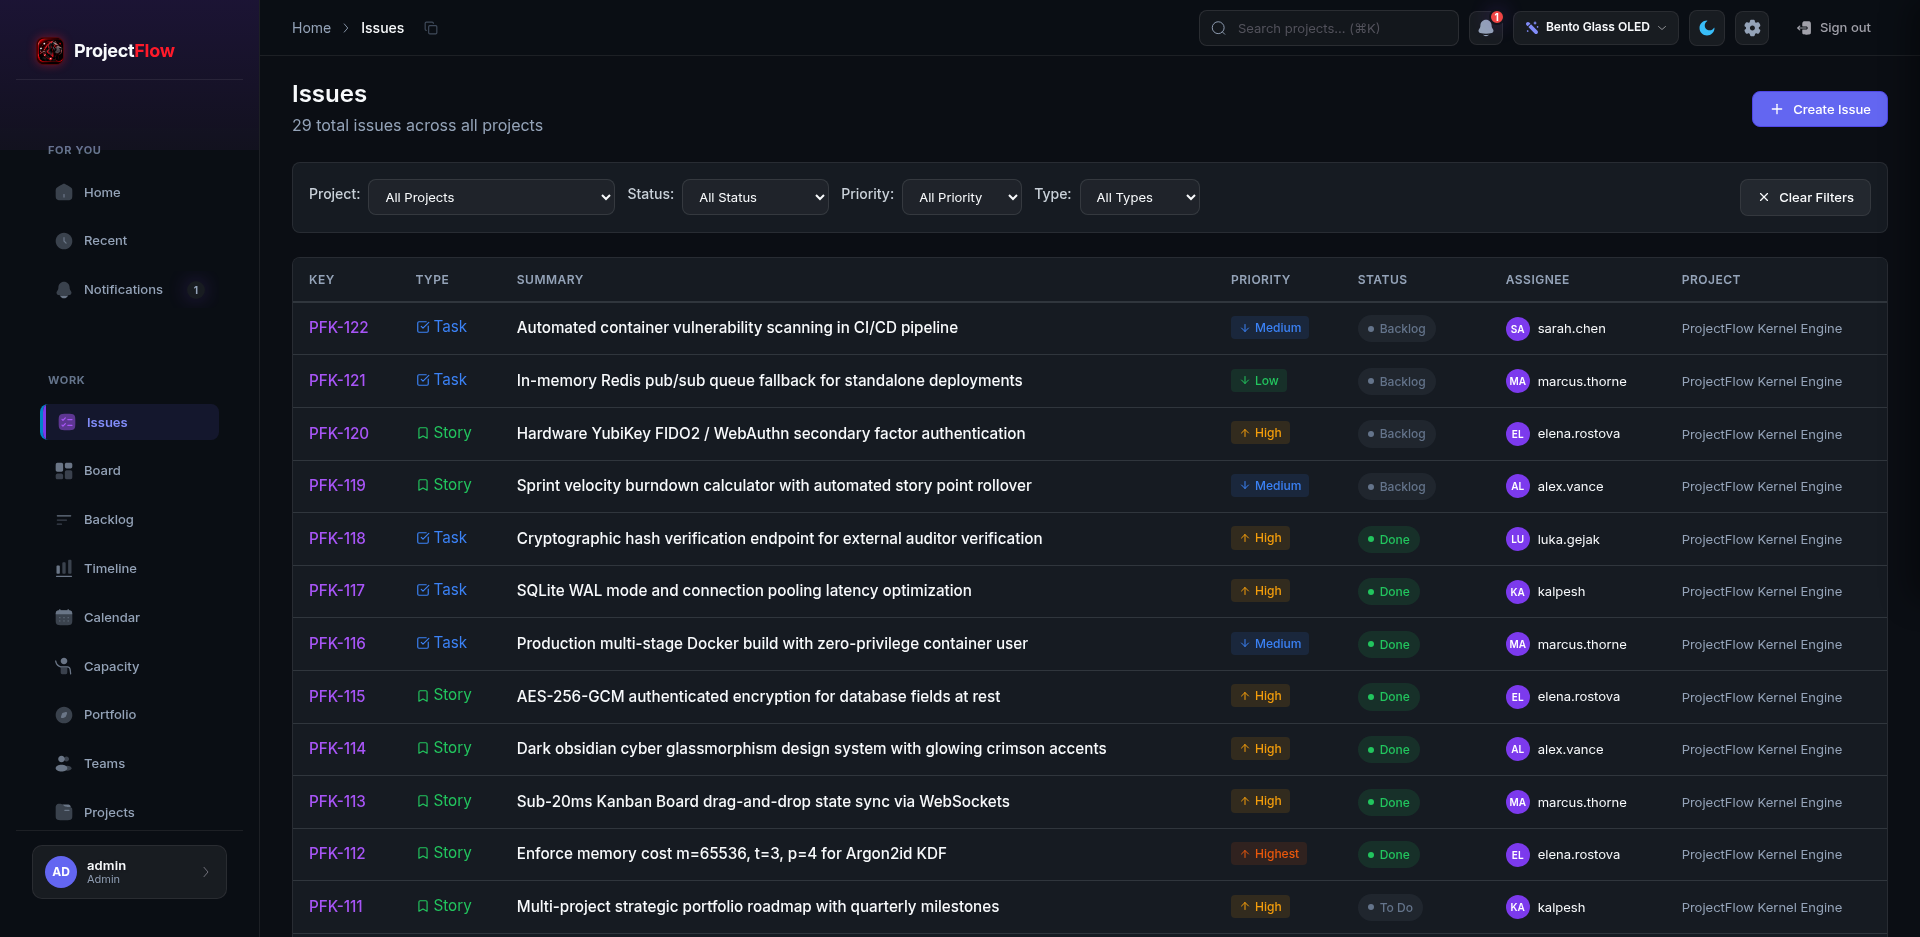 ProjectFlow
Home > Issues
Search projects... (⌘K)
1
Bento Glass OLED
Sign out
FOR YOU
Home
Recent
Notifications 1
WORK
Issues
Board
Backlog
Timeline
Calendar
Capacity
Portfolio
Teams
Projects
AD admin
Admin
Issues
29 total issues across all projects
+ Create Issue
Project: All Projects Status: All Status Priority: All Priority Type: All Types × Clear Filters
KEY TYPE SUMMARY PRIORITY STATUS ASSIGNEE PROJECT
PFK-122 Task Automated container vulnerability scanning in CI/CD pipeline ↓ Medium Backlog SA sarah.chen ProjectFlow Kernel Engine
PFK-121 Task In-memory Redis pub/sub queue fallback for standalone deployments ↓ Low Backlog MA marcus.thorne ProjectFlow Kernel Engine
PFK-120 Story Hardware YubiKey FIDO2 / WebAuthn secondary factor authentication ↑ High Backlog EL elena.rostova ProjectFlow Kernel Engine
PFK-119 Story Sprint velocity burndown calculator with automated story point rollover ↓ Medium Backlog AL alex.vance ProjectFlow Kernel Engine
PFK-118 Task Cryptographic hash verification endpoint for external auditor verification ↑ High Done LU luka.gejak ProjectFlow Kernel Engine
PFK-117 Task SQLite WAL mode and connection pooling latency optimization ↑ High Done KA kalpesh ProjectFlow Kernel Engine
PFK-116 Task Production multi-stage Docker build with zero-privilege container user ↓ Medium Done MA marcus.thorne ProjectFlow Kernel Engine
PFK-115 Story AES-256-GCM authenticated encryption for database fields at rest ↑ High Done EL elena.rostova ProjectFlow Kernel Engine
PFK-114 Story Dark obsidian cyber glassmorphism design system with glowing crimson accents ↑ High Done AL alex.vance ProjectFlow Kernel Engine
PFK-113 Story Sub-20ms Kanban Board drag-and-drop state sync via WebSockets ↑ High Done MA marcus.thorne ProjectFlow Kernel Engine
PFK-112 Story Enforce memory cost m=65536, t=3, p=4 for Argon2id KDF ↑ Highest Done EL elena.rostova ProjectFlow Kernel Engine
PFK-111 Story Multi-project strategic portfolio roadmap with quarterly milestones ↑ High To Do KA kalpesh ProjectFlow Kernel Engine